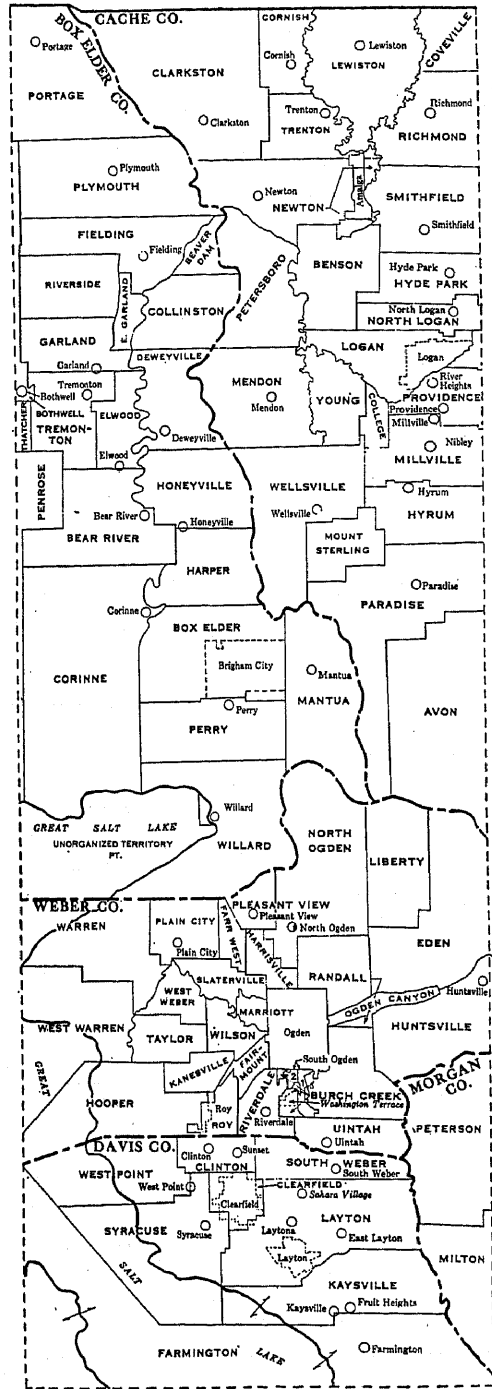 CACHE CO.
BOX ELDER CO.
CORNISH
COVEVILLE
Portage
Lewiston
LEWISTON
Cornish
CLARKSTON
PORTAGE
Trenton
TRENTON
Richmond
RICHMOND
Clarkston
Plymouth
PLYMOUTH
Newton
NEWTON
Amalga
SMITHFIELD
Smithfield
FIELDING
Fielding
BEAVER DAM
PETERSBORO
BENSON
Hyde Park
HYDE PARK
RIVERSIDE
E. GARLAND
COLLINSTON
North Logan
NORTH LOGAN
GARLAND
DEWEYVILLE
LOGAN
Logan
Garland
River Heights
Bothwell
Tremonton
MENDON
Mendon
YOUNG
COLLEGE
PROVIDENCE
Providence
Millville
THATCHER
BOTHWELL
TREMON-
TON
ELWOOD
Deweyville
Nibley
MILLVILLE
Elwood
PENROSE
HONEYVILLE
WELLSVILLE
Wellsville
Hyrum
HYRUM
Bear River
BEAR RIVER
Honeyville
MOUNT
STERLING
HARPER
Paradise
PARADISE
Corinne
BOX ELDER
CORINNE
Brigham City
Mantua
MANTUA
AVON
Perry
PERRY
Willard
WILLARD
GREAT SALT LAKE
UNORGANIZED TERRITORY
PT.
NORTH
OGDEN
LIBERTY
WEBER CO.
WARREN
PLAIN CITY
Plain City
FARR WEST
PLEASANT VIEW
Pleasant View
North Ogden
HARRISVILLE
EDEN
SLATERVILLE
RANDALL
Huntsville
WEST
WEBER
MARRIOTT
OGDEN CANYON
WEST WARREN
TAYLOR
WILSON
Ogden
HUNTSVILLE
GREAT
KANESVILLE
FAIR-
MOUNT
South Ogden
MORGAN
CO.
HOOPER
Roy
ROY
RIVERDALE
Riverdale
BURCH CREEK
Washington Terrace
UINTAH
Uintah
PETERSON
DAVIS CO.
Clinton
CLINTON
Sunset
SOUTH WEBER
South Weber
WEST POINT
West Point
CLEARFIELD
Clearfield
Sahara Village
SYRACUSE
Syracuse
Laytona
LAYTON
East Layton
Layton
SALT
MILTON
KAYSVILLE
Kaysville
Fruit Heights
FARMINGTON
LAKE
Farmington